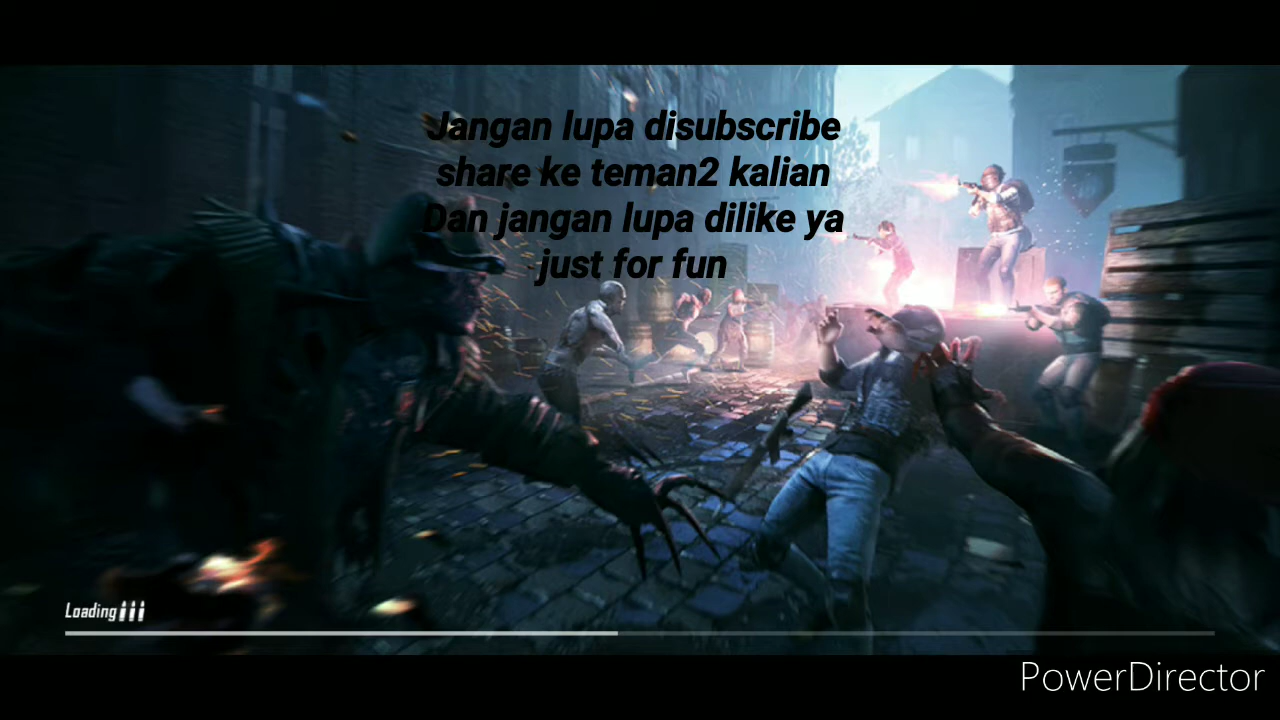 Jangan lupa disubscribe
share ke teman2 kalian
Dan jangan lupa dilike ya
just for fun
Loading
PowerDirector